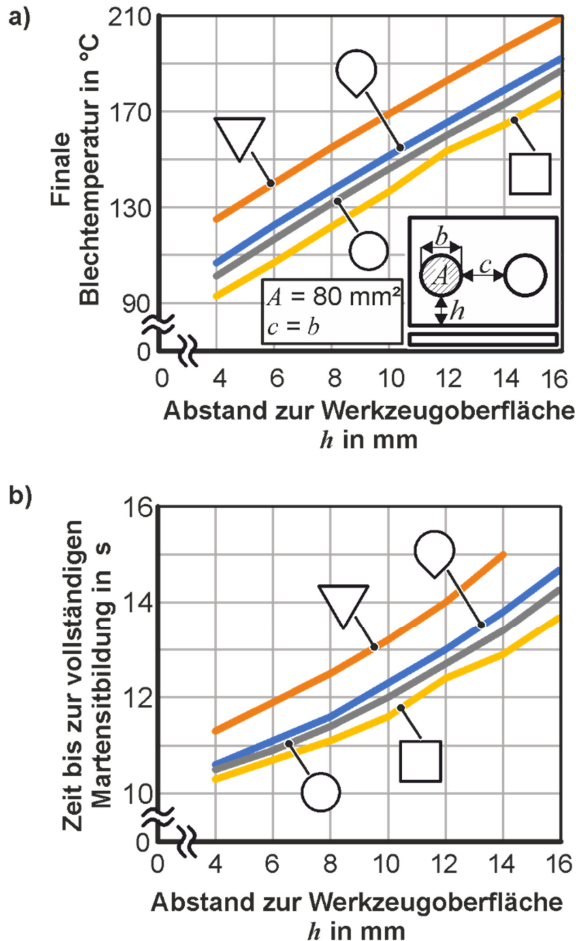 a)
Finale
Blechtemperatur in °C
210
170
130
90
0
b
A
c
h
A = 80 mm²
c = b
0 4 6 8 10 12 14 16
Abstand zur Werkzeugoberfläche
h in mm
b)
Zeit bis zur vollständigen
Martensitbildung in s
16
14
12
10
0
0 4 6 8 10 12 14 16
Abstand zur Werkzeugoberfläche
h in mm